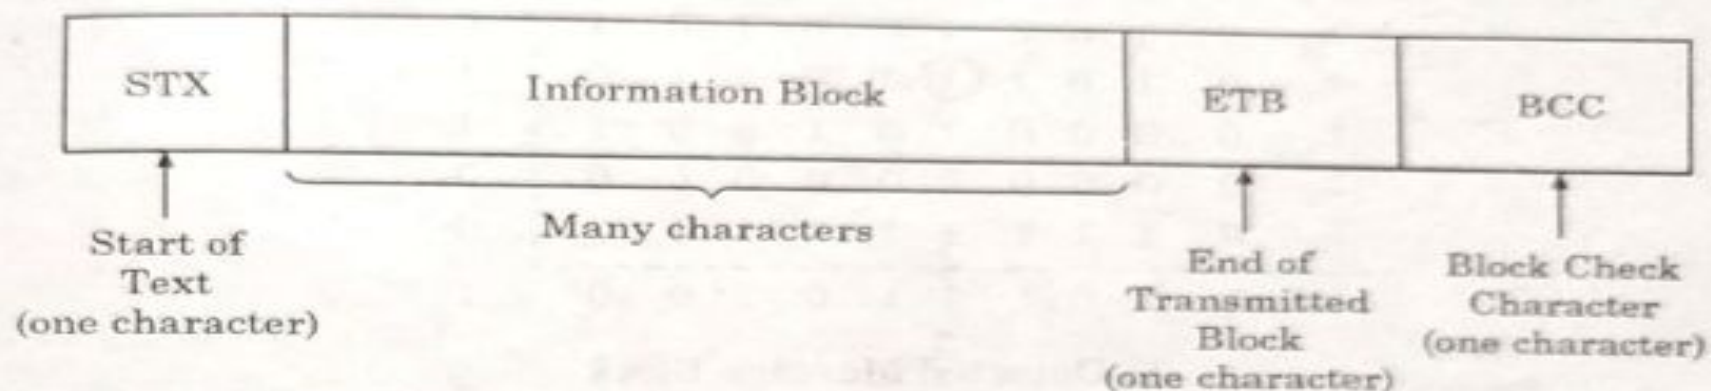 STX
Information Block
ETB
BCC
Start of
Text
(one character)
Many characters
End of
Transmitted
Block
(one character)
Block Check
Character
(one character)